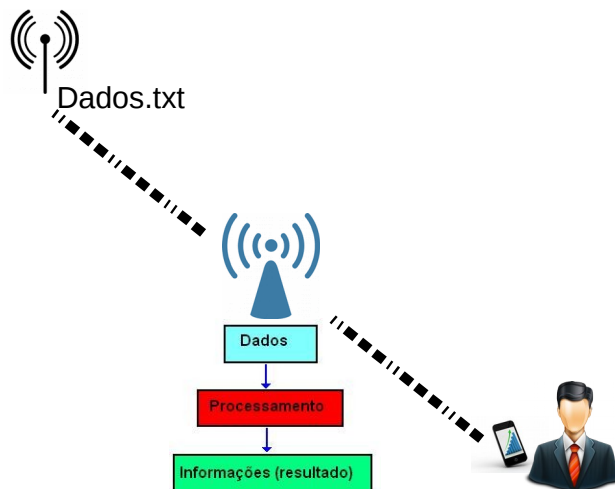 Dados.txt
Dados
Processamento
Informações (resultado)